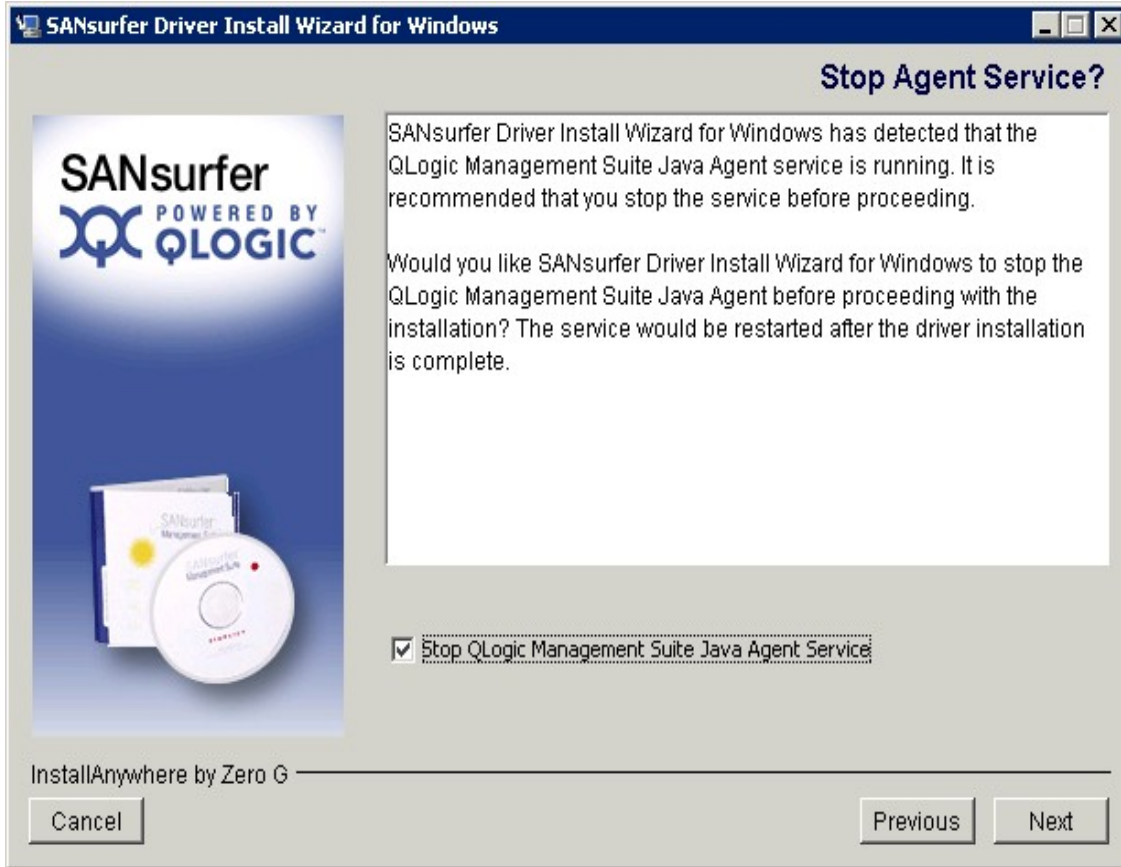 SANsurfer Driver Install Wizard for Windows
Stop Agent Service?
SANsurfer
POWERED BY
QLOGIC™
SANsurfer
Management Suite
SANsurfer Driver Install Wizard for Windows has detected that the
QLogic Management Suite Java Agent service is running. It is
recommended that you stop the service before proceeding.
Would you like SANsurfer Driver Install Wizard for Windows to stop the
QLogic Management Suite Java Agent before proceeding with the
installation? The service would be restarted after the driver installation
is complete.
Stop QLogic Management Suite Java Agent Service
InstallAnywhere by Zero G
Cancel
Previous
Next